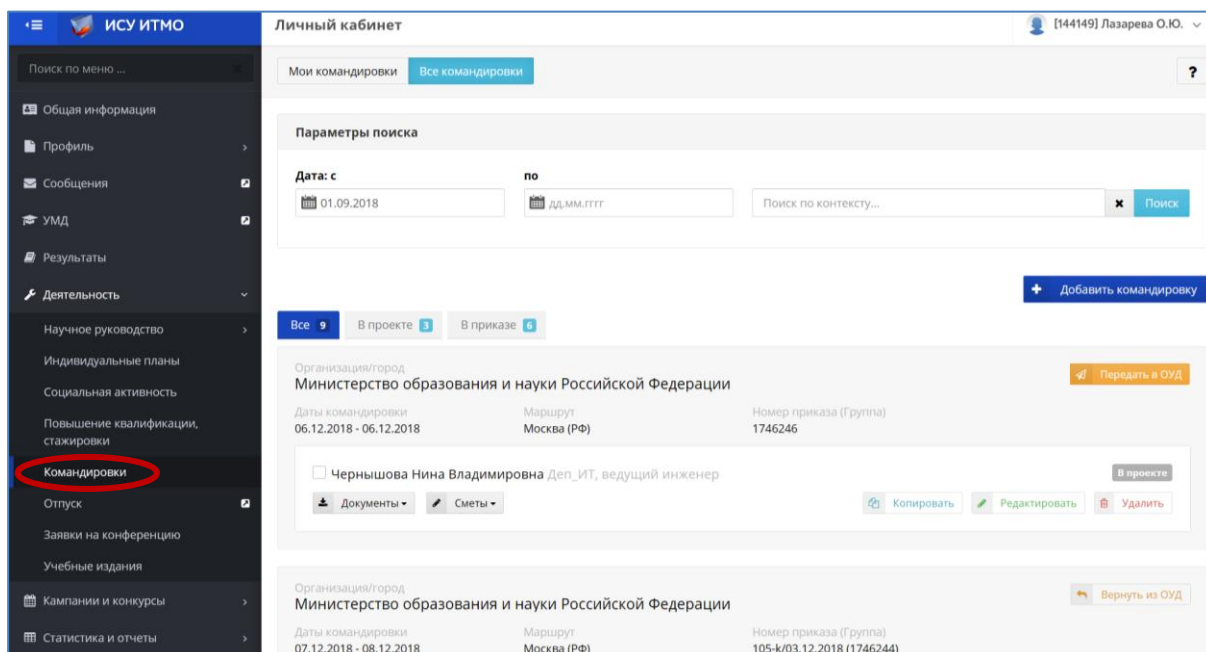 ИСУ ИТМО
Личный кабинет
[144149] Лазарева О.Ю.
Поиск по меню ...
Мои командировки Все командировки ?
Общая информация
Профиль
Сообщения
УМД
Результаты
Деятельность
Научное руководство
Индивидуальные планы
Социальная активность
Повышение квалификации,
стажировки
Командировки
Отпуск
Заявки на конференцию
Учебные издания
Кампании и конкурсы
Статистика и отчеты
Параметры поиска
Дата: с по
01.09.2018 дд.мм.гггг Поиск по контексту... Поиск
Добавить командировку
Все 9 В проекте 3 В приказе 6
Организация/город
Министерство образования и науки Российской Федерации
Передать в ОУД
Даты командировки Маршрут Номер приказа (Группа)
06.12.2018 - 06.12.2018 Москва (РФ) 1746246
Чернышова Нина Владимировна Деп_ИТ, ведущий инженер В проекте
Документы Сметы Копировать Редактировать Удалить
Организация/город
Министерство образования и науки Российской Федерации
Вернуть из ОУД
Даты командировки Маршрут Номер приказа (Группа)
07.12.2018 - 08.12.2018 Москва (РФ) 105-k/03.12.2018 (1746244)